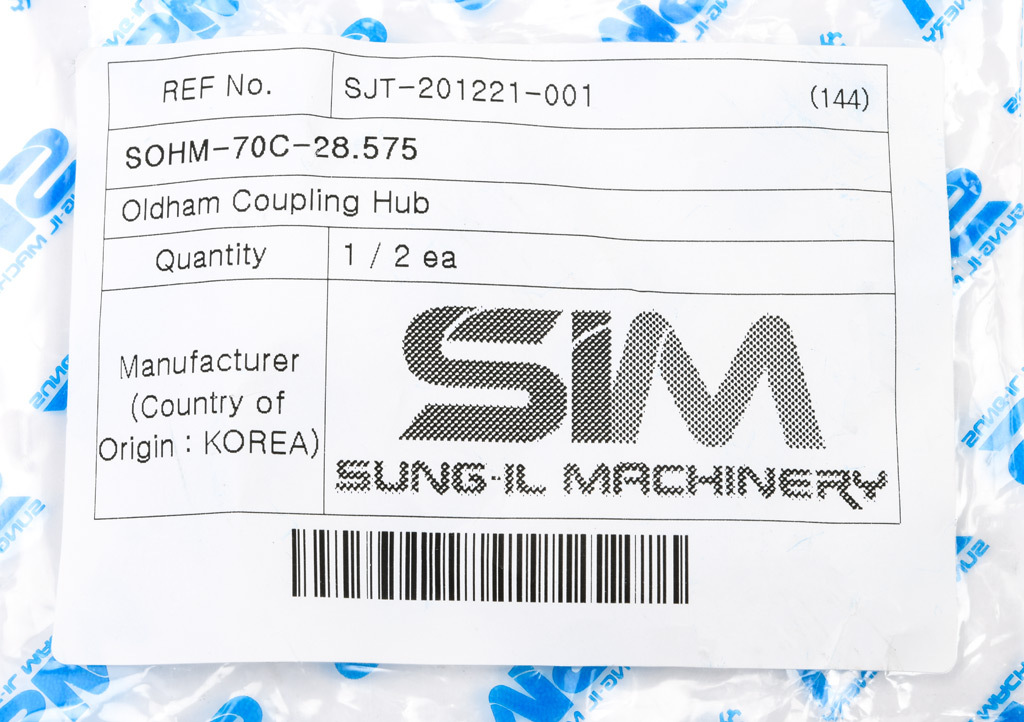 REF No. SJT-201221-001 (144)
SOHM-70C-28.575
Oldham Coupling Hub
Quantity 1 / 2 ea
Manufacturer
(Country of
Origin : KOREA)
SIM
SUNG-IL MACHINERY